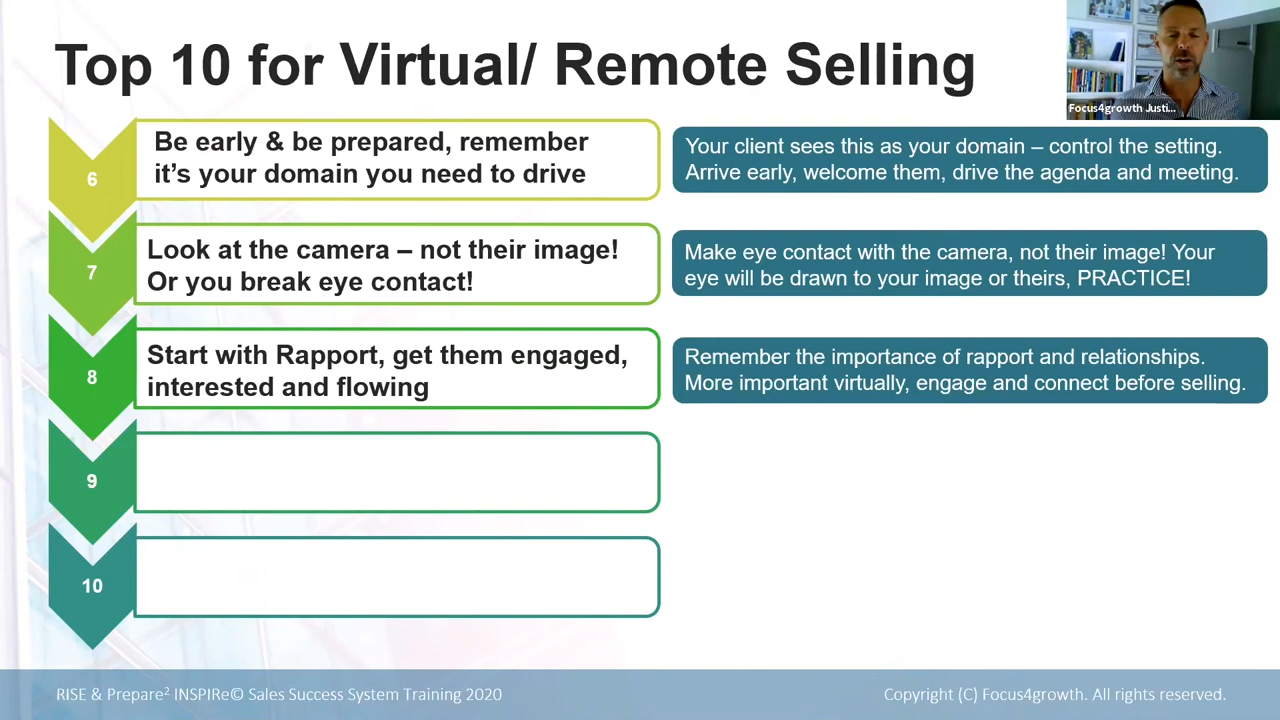 Top 10 for Virtual/ Remote Selling
Focus4growth Justi...
6
Be early & be prepared, remember
it's your domain you need to drive
Your client sees this as your domain – control the setting.
Arrive early, welcome them, drive the agenda and meeting.
7
Look at the camera – not their image!
Or you break eye contact!
Make eye contact with the camera, not their image! Your
eye will be drawn to your image or theirs, PRACTICE!
8
Start with Rapport, get them engaged,
interested and flowing
Remember the importance of rapport and relationships.
More important virtually, engage and connect before selling.
9
10
RISE & Prepare² INSPIRe© Sales Success System Training 2020
Copyright (C) Focus4growth. All rights reserved.